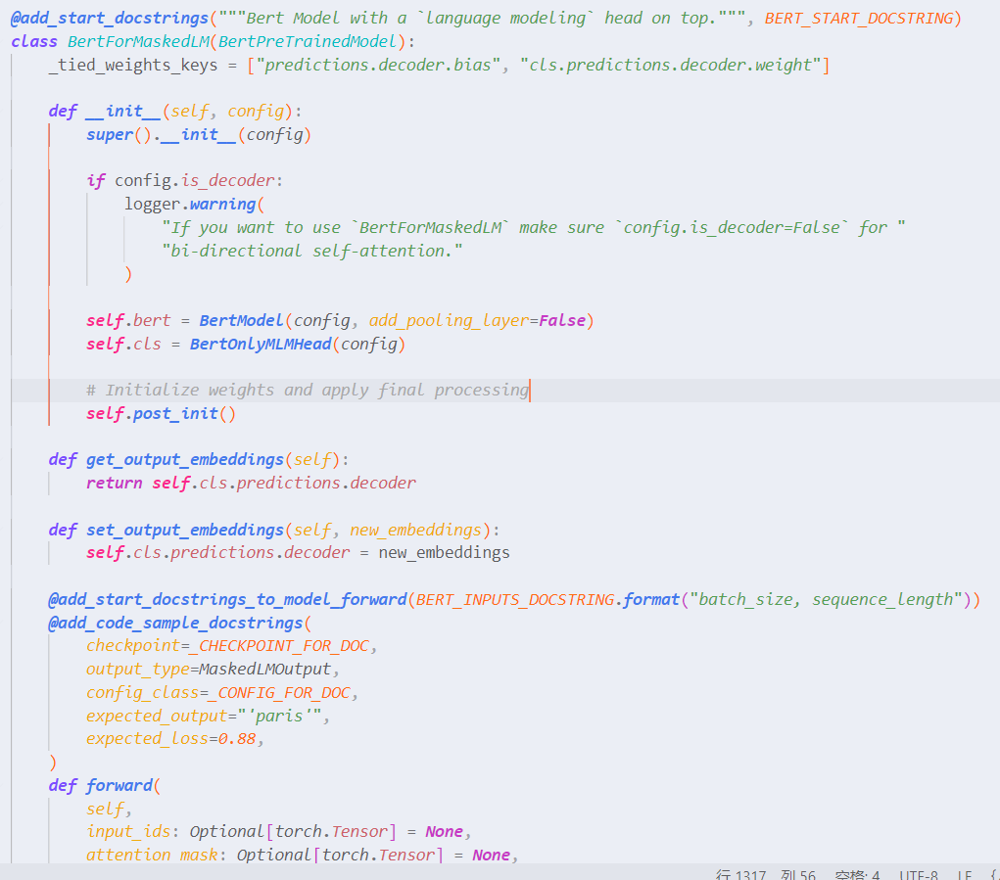 @add_start_docstrings("""Bert Model with a `language modeling` head on top.""", BERT_START_DOCSTRING)
class BertForMaskedLM(BertPreTrainedModel):
    _tied_weights_keys = ["predictions.decoder.bias", "cls.predictions.decoder.weight"]

    def __init__(self, config):
        super().__init__(config)

        if config.is_decoder:
            logger.warning(
                "If you want to use `BertForMaskedLM` make sure `config.is_decoder=False` for "
                "bi-directional self-attention."
            )

        self.bert = BertModel(config, add_pooling_layer=False)
        self.cls = BertOnlyMLMHead(config)

        # Initialize weights and apply final processing
        self.post_init()

    def get_output_embeddings(self):
        return self.cls.predictions.decoder

    def set_output_embeddings(self, new_embeddings):
        self.cls.predictions.decoder = new_embeddings

    @add_start_docstrings_to_model_forward(BERT_INPUTS_DOCSTRING.format("batch_size, sequence_length"))
    @add_code_sample_docstrings(
        checkpoint=_CHECKPOINT_FOR_DOC,
        output_type=MaskedLMOutput,
        config_class=_CONFIG_FOR_DOC,
        expected_output="'paris'",
        expected_loss=0.88,
    )
    def forward(
        self,
        input_ids: Optional[torch.Tensor] = None,
        attention_mask: Optional[torch.Tensor] = None,
行 1317, 列 56 空格: 4 UTF-8 LF {